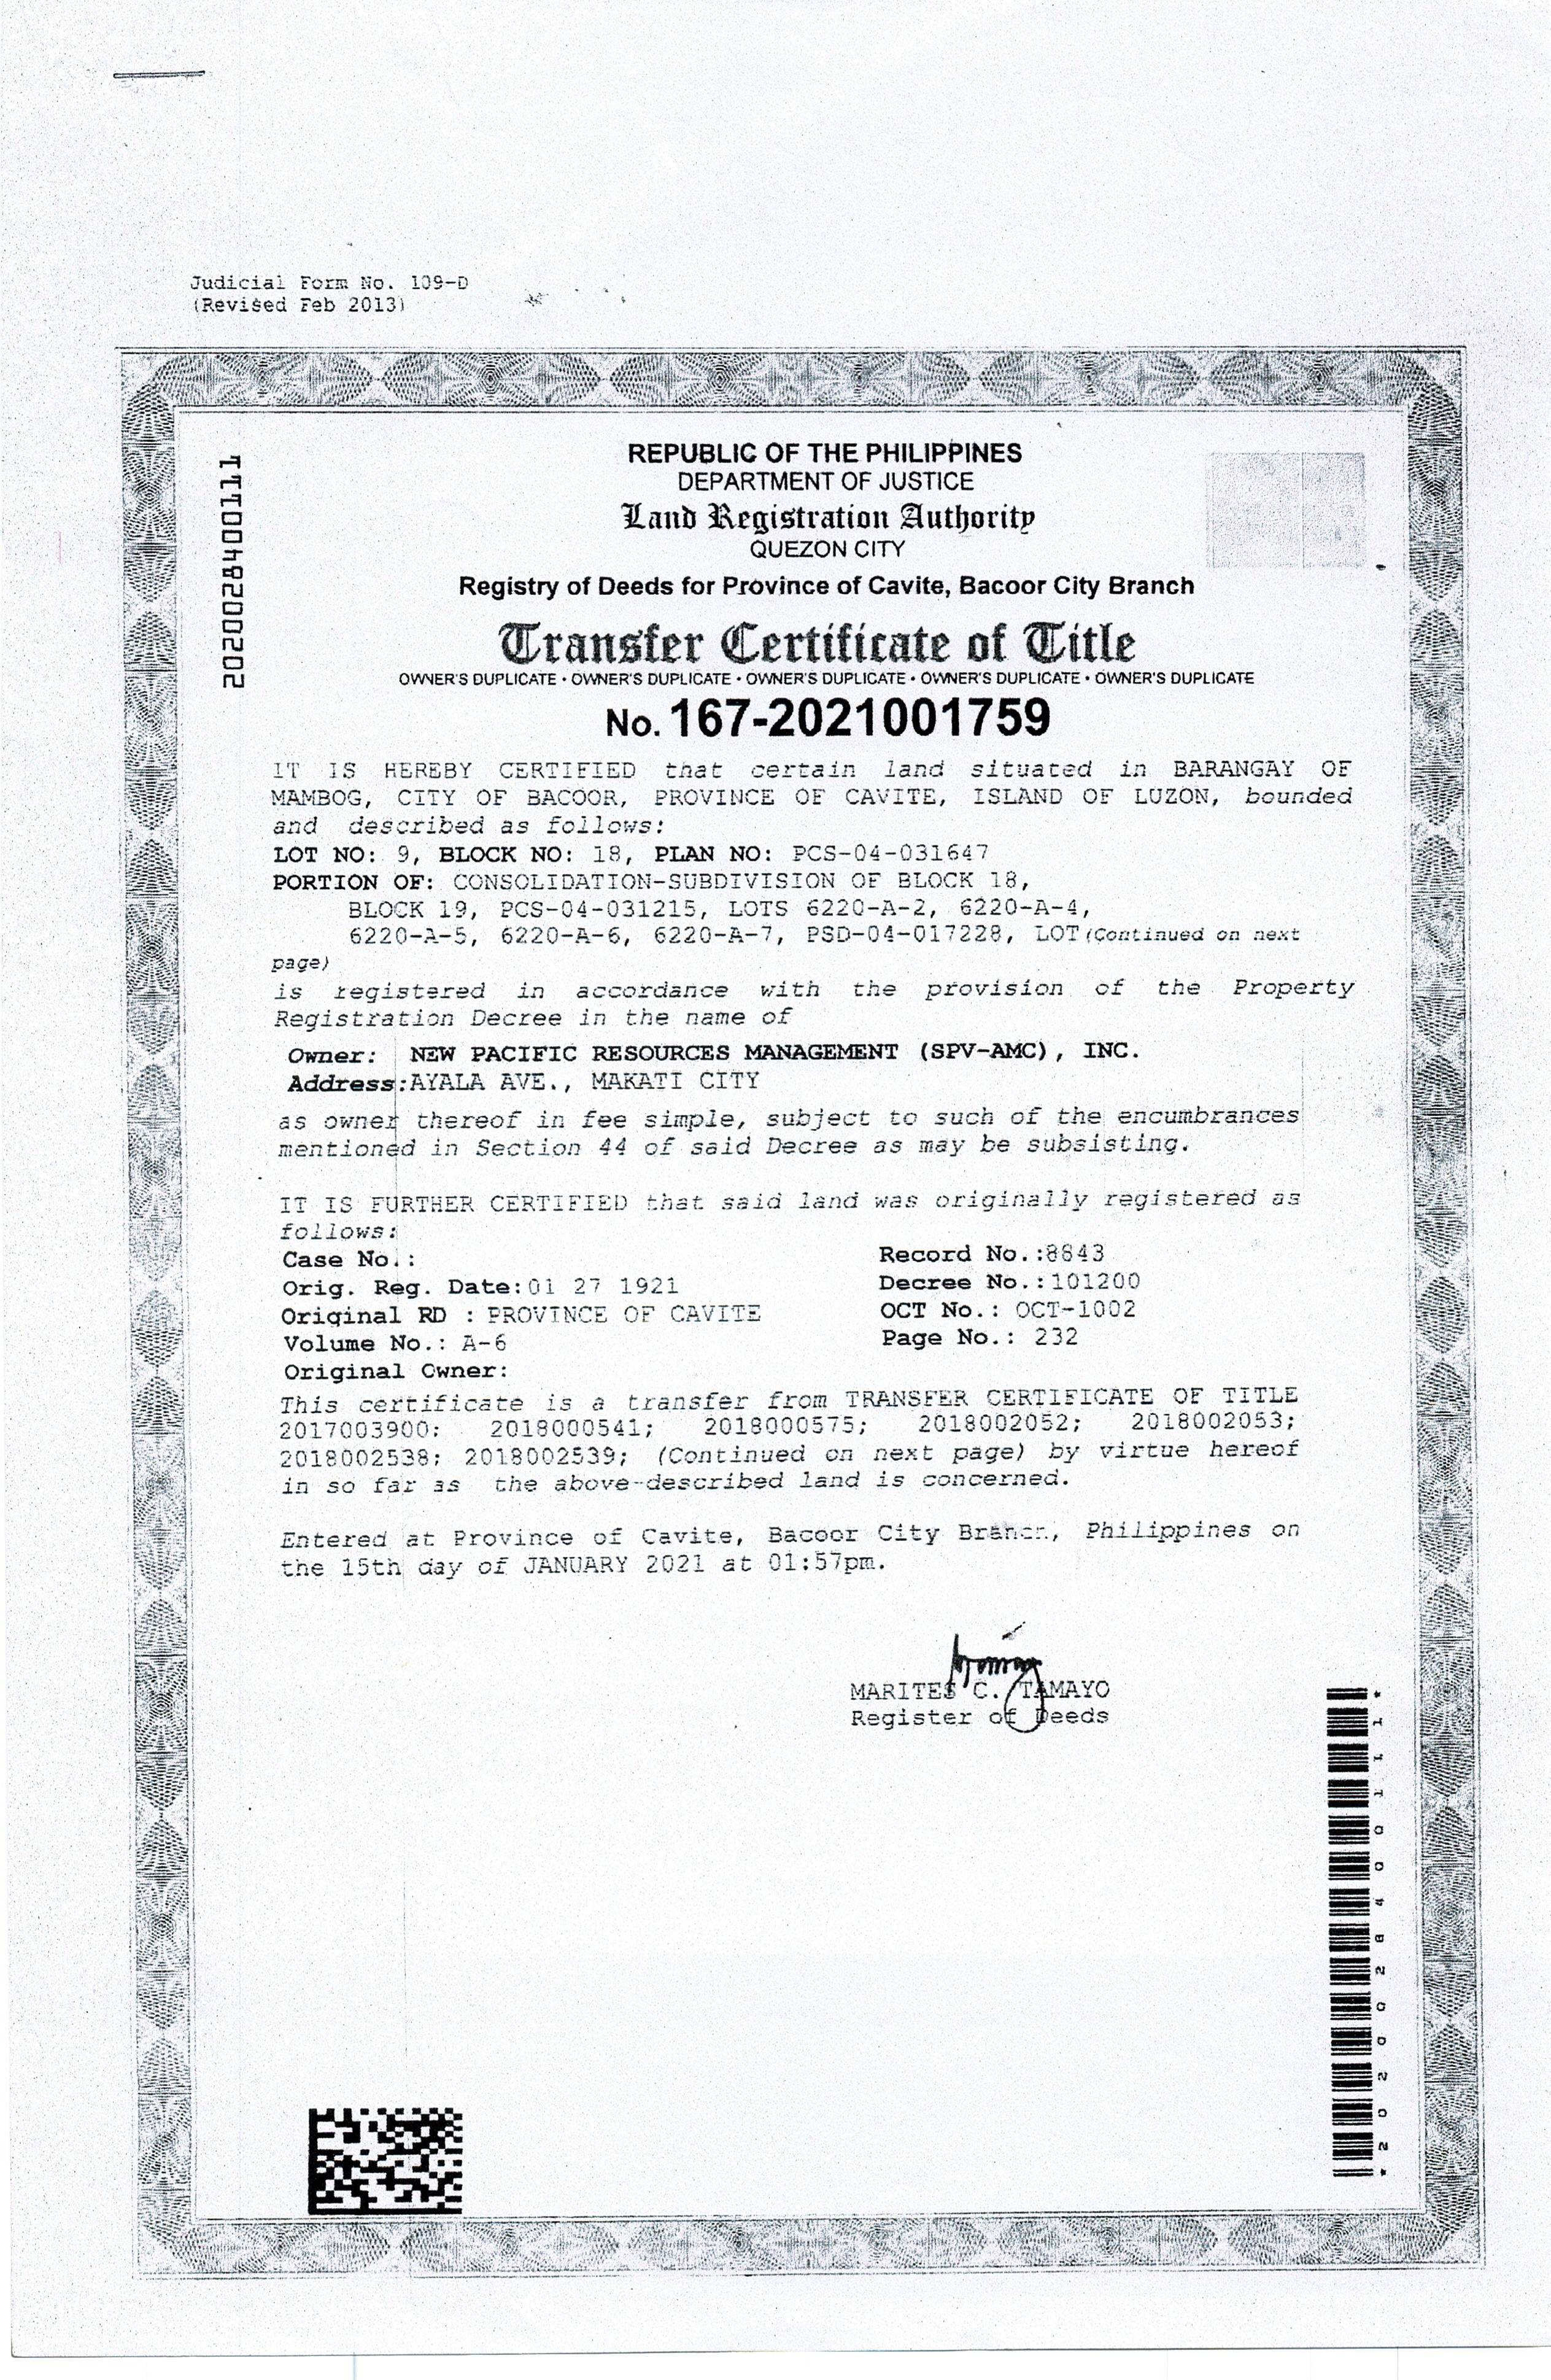 Judicial Form No. 109-D
(Revised Feb 2013)
2020028400111
REPUBLIC OF THE PHILIPPINES
DEPARTMENT OF JUSTICE
Land Registration Authority
QUEZON CITY
Registry of Deeds for Province of Cavite, Bacoor City Branch
Transfer Certificate of Title
OWNER'S DUPLICATE • OWNER'S DUPLICATE • OWNER'S DUPLICATE • OWNER'S DUPLICATE • OWNER'S DUPLICATE
No. 167-2021001759
IT IS HEREBY CERTIFIED that certain land situated in BARANGAY OF
MAMBOG, CITY OF BACOOR, PROVINCE OF CAVITE, ISLAND OF LUZON, bounded
and described as follows:
LOT NO: 9, BLOCK NO: 18, PLAN NO: PCS-04-031647
PORTION OF: CONSOLIDATION-SUBDIVISION OF BLOCK 18,
BLOCK 19, PCS-04-031215, LOTS 6220-A-2, 6220-A-4,
6220-A-5, 6220-A-6, 6220-A-7, PSD-04-017228, LOT(Continued on next
page)
is registered in accordance with the provision of the Property
Registration Decree in the name of
Owner: NEW PACIFIC RESOURCES MANAGEMENT (SPV-AMC), INC.
Address:AYALA AVE., MAKATI CITY
as owner thereof in fee simple, subject to such of the encumbrances
mentioned in Section 44 of said Decree as may be subsisting.
IT IS FURTHER CERTIFIED that said land was originally registered as
follows:
Case No.:
Record No.:8843
Orig. Reg. Date:01 27 1921
Decree No.:101200
Original RD : PROVINCE OF CAVITE
OCT No.: OCT-1002
Volume No.: A-6
Page No.: 232
Original Owner:
This certificate is a transfer from TRANSFER CERTIFICATE OF TITLE
2017003900; 2018000541; 2018000575; 2018002052; 2018002053;
2018002538; 2018002539; (Continued on next page) by virtue hereof
in so far as the above-described land is concerned.
Entered at Province of Cavite, Bacoor City Branch, Philippines on
the 15th day of JANUARY 2021 at 01:57pm.
MARITES C. TAMAYO
Register of Deeds
*2020028400111*